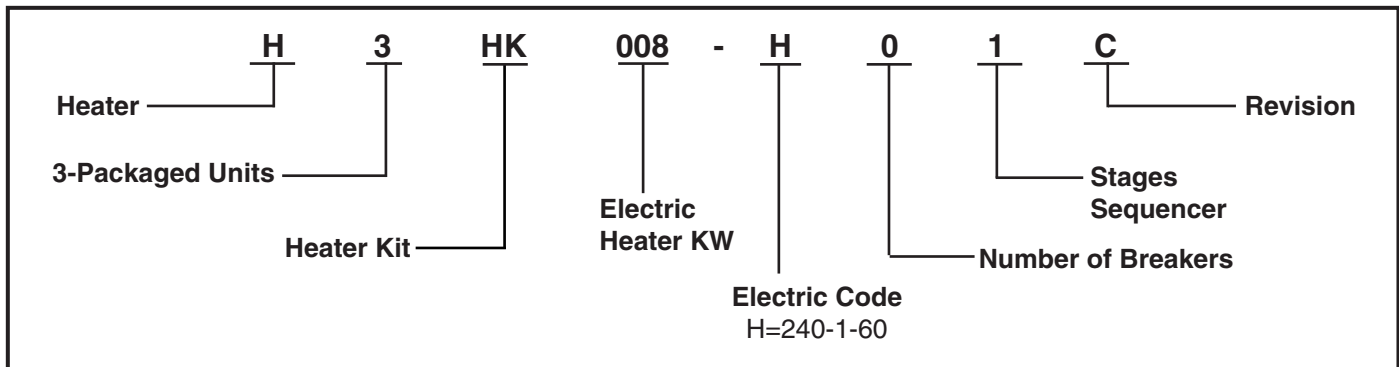 H 3 HK 008 - H 0 1 C
Heater
Revision
3-Packaged Units
Stages
Sequencer
Electric
Heater KW
Heater Kit
Number of Breakers
Electric Code
H=240-1-60